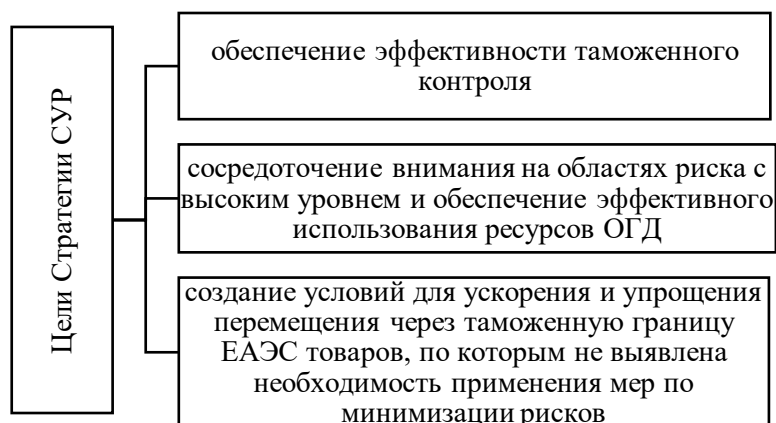 Цели Стратегии СУР
обеспечение эффективности таможенного
контроля
сосредоточение внимания на областях риска с
высоким уровнем и обеспечение эффективного
использования ресурсов ОГД
создание условий для ускорения и упрощения
перемещения через таможенную границу
ЕАЭС товаров, по которым не выявлена
необходимость применения мер по
минимизации рисков